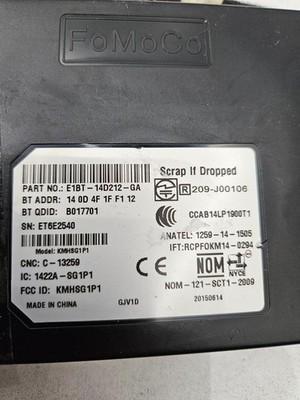 FoMoCo
Scrap If Dropped
PART NO.: E1BT-14D212-GA
R 209-J00106
BT ADDR: 14 0D 4F 1F F1 12
BT QDID: B017701
CCAB14LP1900T1
SN: ET6E2540
ANATEL: 1259-14-1505
Model: KMHSG1P1
IFT:RCPFOKM14-0294
CNC: C-13259
CE NOM NYCE
IC: 1422A-SG1P1
NOM-121-SCT1-2009
FCC ID: KMHSG1P1
MADE IN CHINA GJV1D 20150614